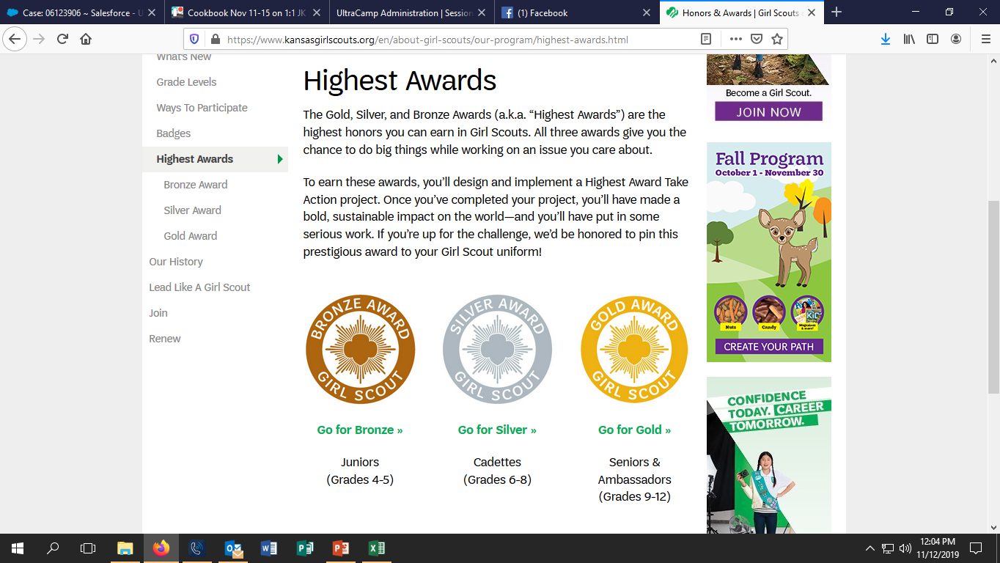 Case: 06123906 ~ Salesforce - U
Cookbook Nov 11-15 on 1:1 JK
UltraCamp Administration | Session
(1) Facebook
Honors & Awards | Girl Scouts
https://www.kansasgirlscouts.org/en/about-girl-scouts/our-program/highest-awards.html
What's New
Grade Levels
Ways To Participate
Badges
Highest Awards
Bronze Award
Silver Award
Gold Award
Our History
Lead Like A Girl Scout
Join
Renew
Highest Awards
The Gold, Silver, and Bronze Awards (a.k.a. “Highest Awards”) are the
highest honors you can earn in Girl Scouts. All three awards give you the
chance to do big things while working on an issue you care about.
To earn these awards, you’ll design and implement a Highest Award Take
Action project. Once you’ve completed your project, you’ll have made a
bold, sustainable impact on the world—and you’ll have put in some
serious work. If you’re up for the challenge, we’d be honored to pin this
prestigious award to your Girl Scout uniform!
BRONZE AWARD
GIRL SCOUT
SILVER AWARD
GIRL SCOUT
GOLD AWARD
GIRL SCOUT
Go for Bronze »
Go for Silver »
Go for Gold »
Juniors
(Grades 4-5)
Cadettes
(Grades 6-8)
Seniors &
Ambassadors
(Grades 9-12)
Become a Girl Scout.
JOIN NOW
Fall Program
October 1 - November 30
Nuts
Candy
Magazines
& more!
CREATE YOUR PATH
CONFIDENCE
TODAY. CAREER
TOMORROW.
12:04 PM
11/12/2019